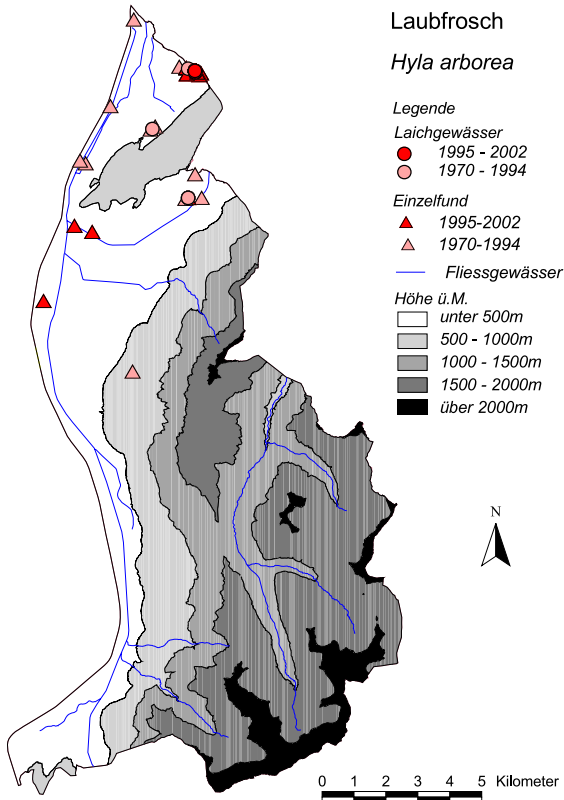 Laubfrosch
Hyla arborea
Legende
Laichgewässer
1995 - 2002
1970 - 1994
Einzelfund
1995-2002
1970-1994
Fliessgewässer
Höhe ü.M.
unter 500m
500 - 1000m
1000 - 1500m
1500 - 2000m
über 2000m
N
0 1 2 3 4 5 Kilometer